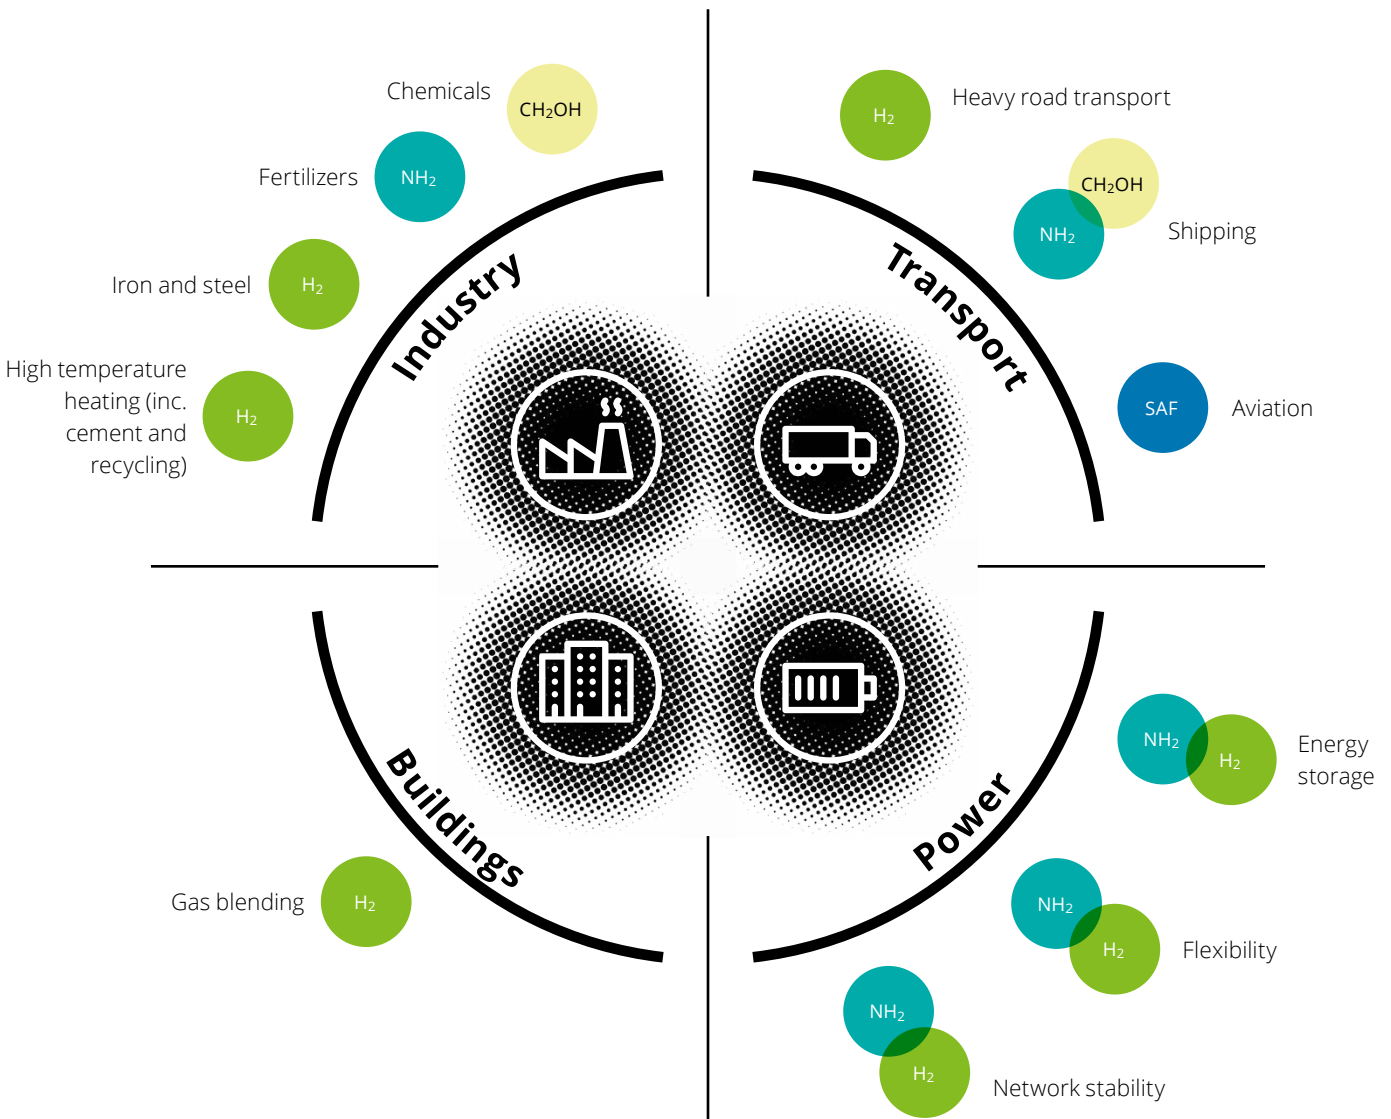 Chemicals
CH₂OH
Fertilizers
NH₂
Iron and steel
H₂
High temperature
heating (inc.
cement and
recycling)
H₂
Industry
H₂
Heavy road transport
CH₂OH
NH₂
Shipping
SAF
Aviation
Transport
Buildings
Gas blending
H₂
Power
NH₂
H₂
Energy
storage
NH₂
H₂
Flexibility
NH₂
H₂
Network stability